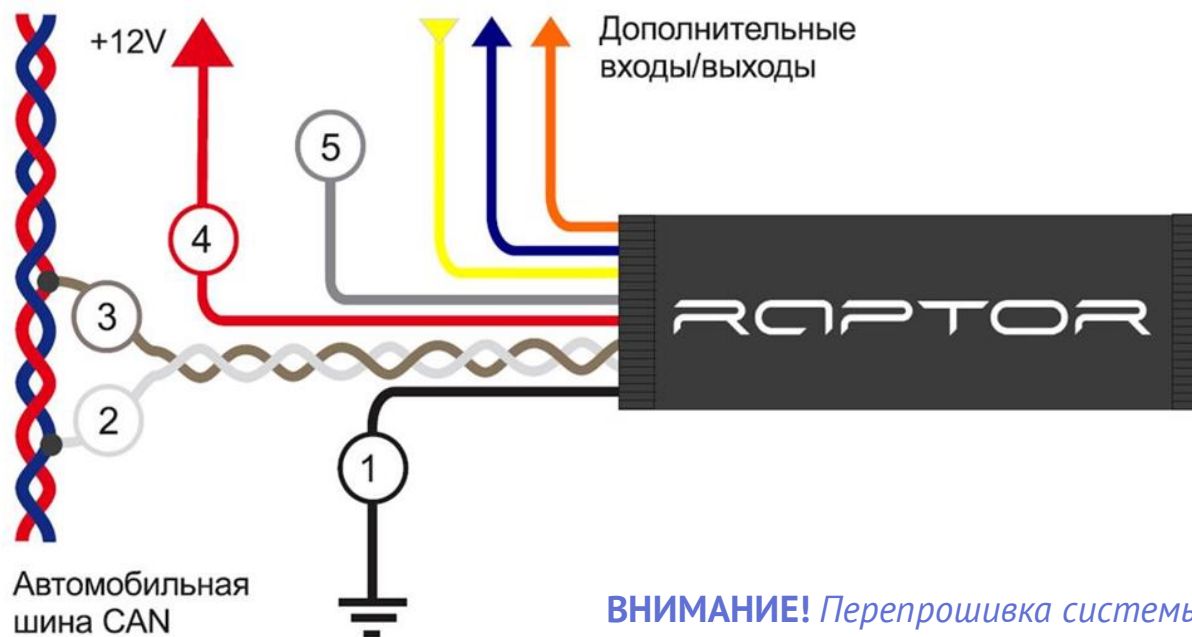 +12V
Дополнительные
входы/выходы
5
4
RAPTOR
3
2
1
Автомобильная
шина CAN
ВНИМАНИЕ! Перепрошивка системы